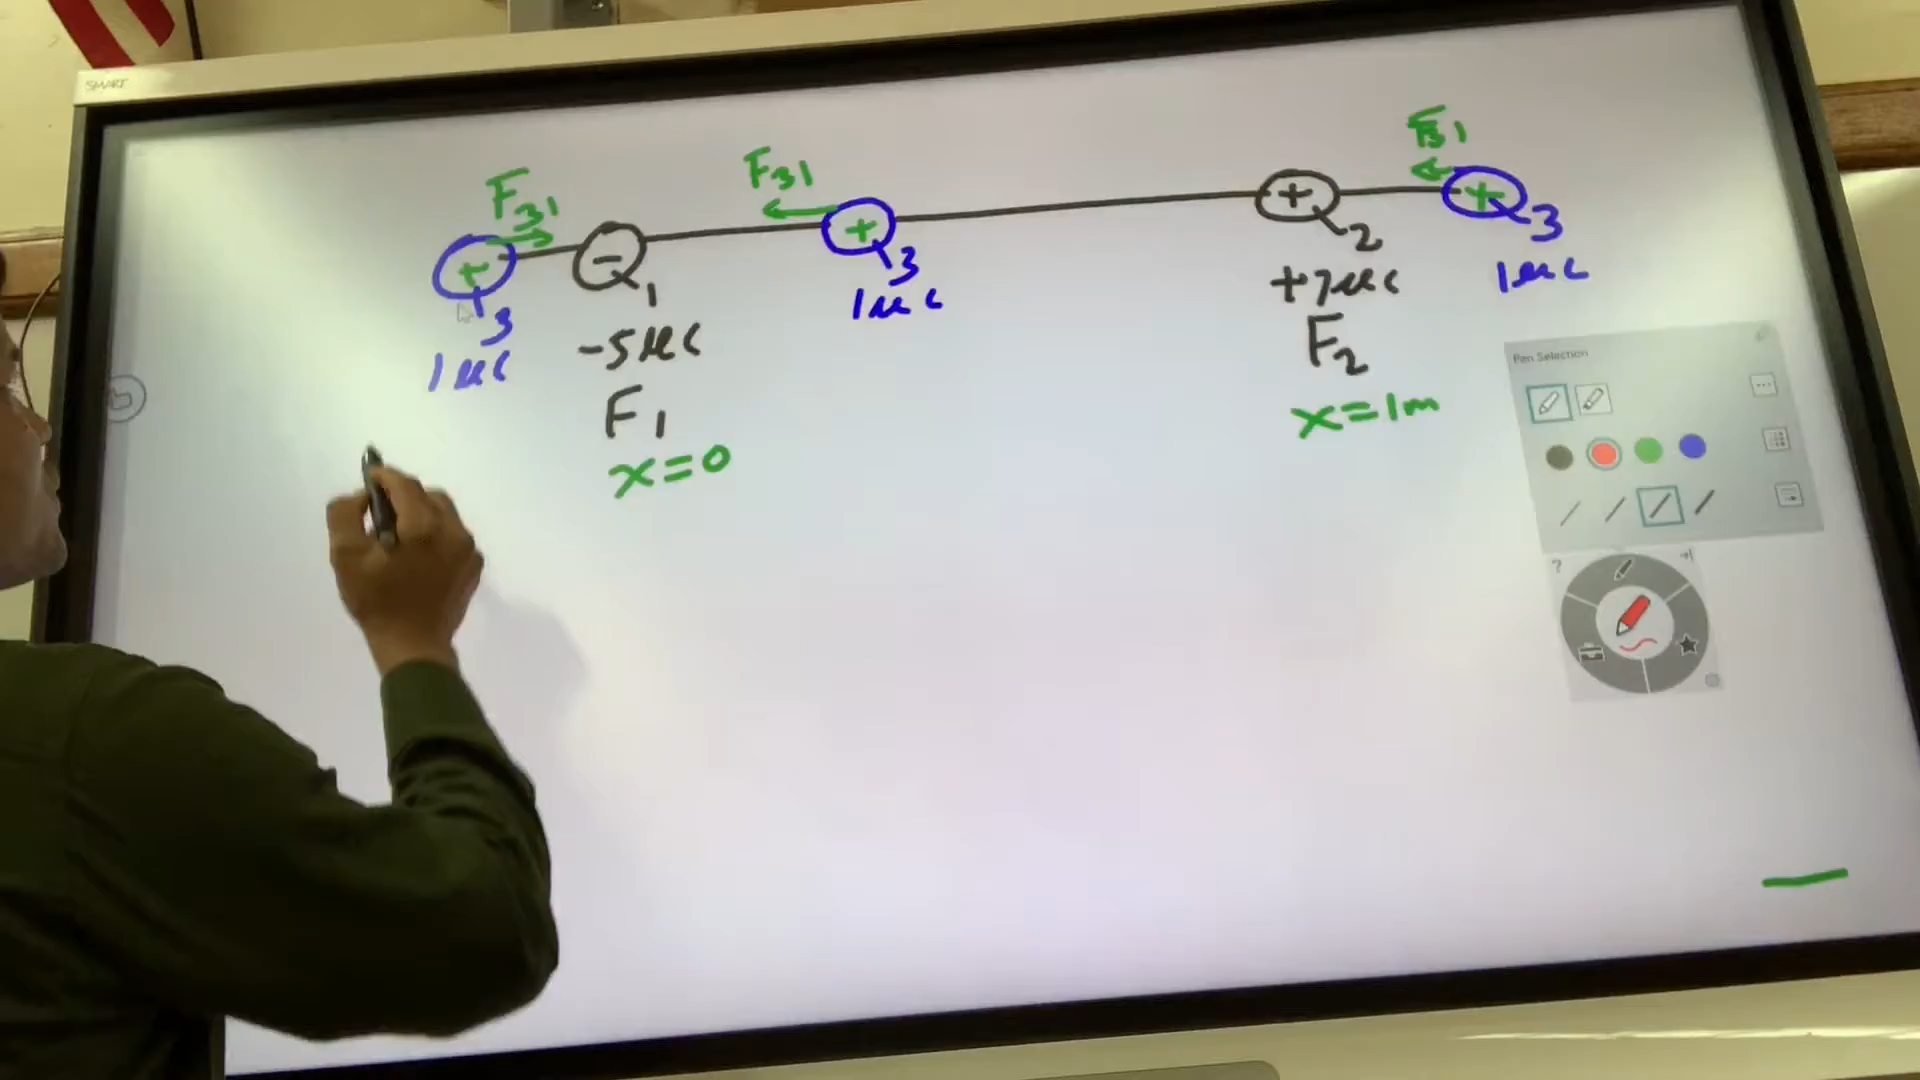 SMART
F31
F31
F31
+
-
+
+
+
3
1
3
2
3
1μC
-5μC
1μC
+7μC
1μC
F1
F2
x=0
x=1m
Pen Selection
?